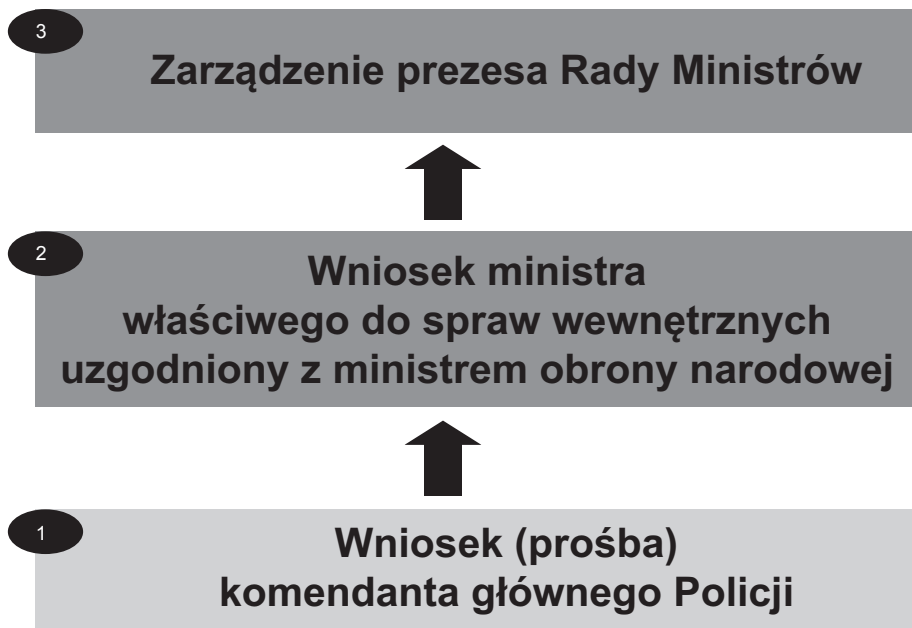 3
Zarządzenie prezesa Rady Ministrów
2
Wniosek ministra
właściwego do spraw wewnętrznych
uzgodniony z ministrem obrony narodowej
1
Wniosek (prośba)
komendanta głównego Policji